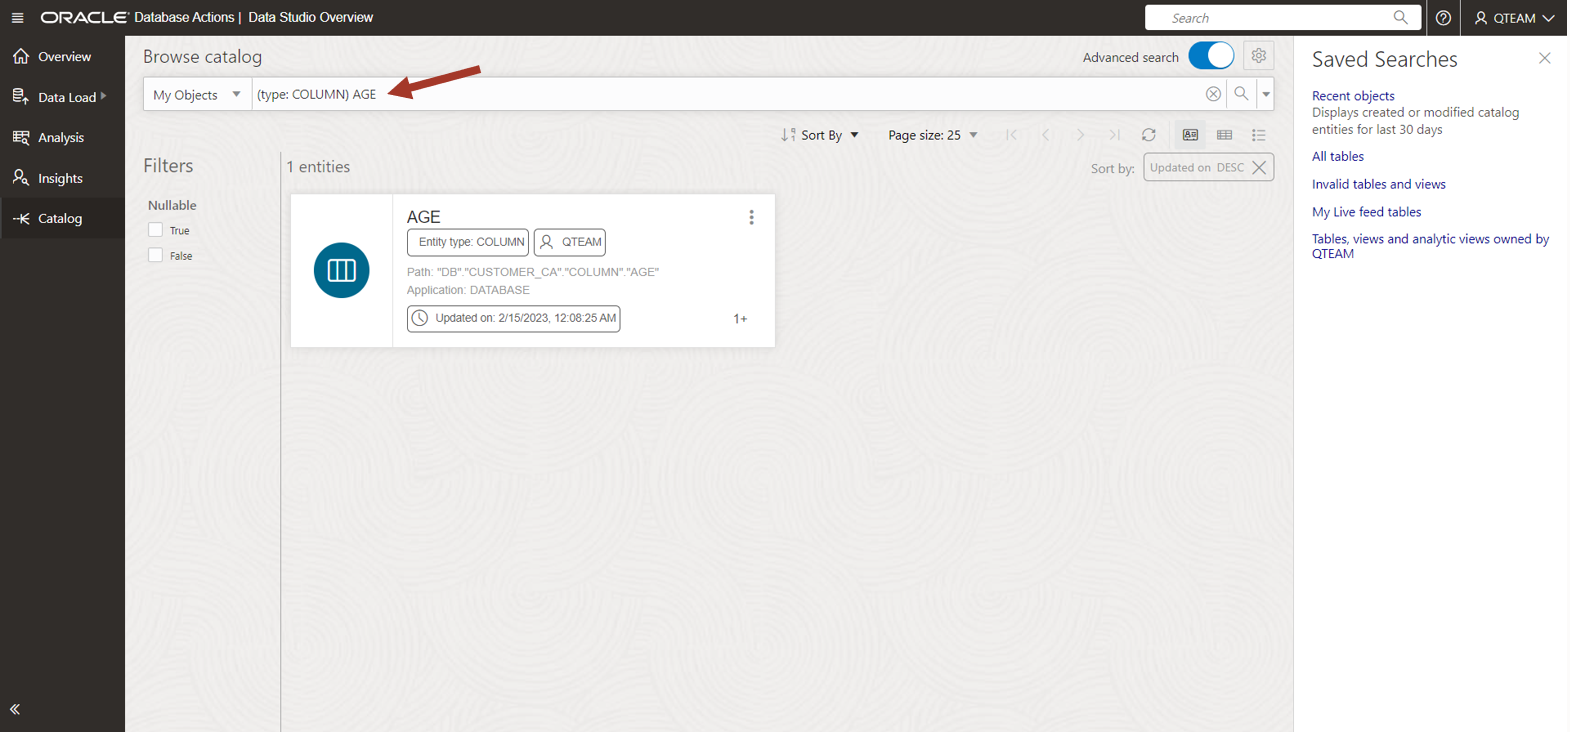 ORACLE Database Actions | Data Studio Overview
Search
QTEAM
Overview
Data Load
Analysis
Insights
Catalog
Browse catalog
Advanced search
My Objects
(type: COLUMN) AGE
Sort By
Page size: 25
Filters
Nullable
True
False
1 entities
Sort by:
Updated on DESC
AGE
Entity type: COLUMN
QTEAM
Path: "DB"."CUSTOMER_CA"."COLUMN"."AGE"
Application: DATABASE
Updated on: 2/15/2023, 12:08:25 AM
1+
Saved Searches
Recent objects
Displays created or modified catalog
entities for last 30 days
All tables
Invalid tables and views
My Live feed tables
Tables, views and analytic views owned by
QTEAM